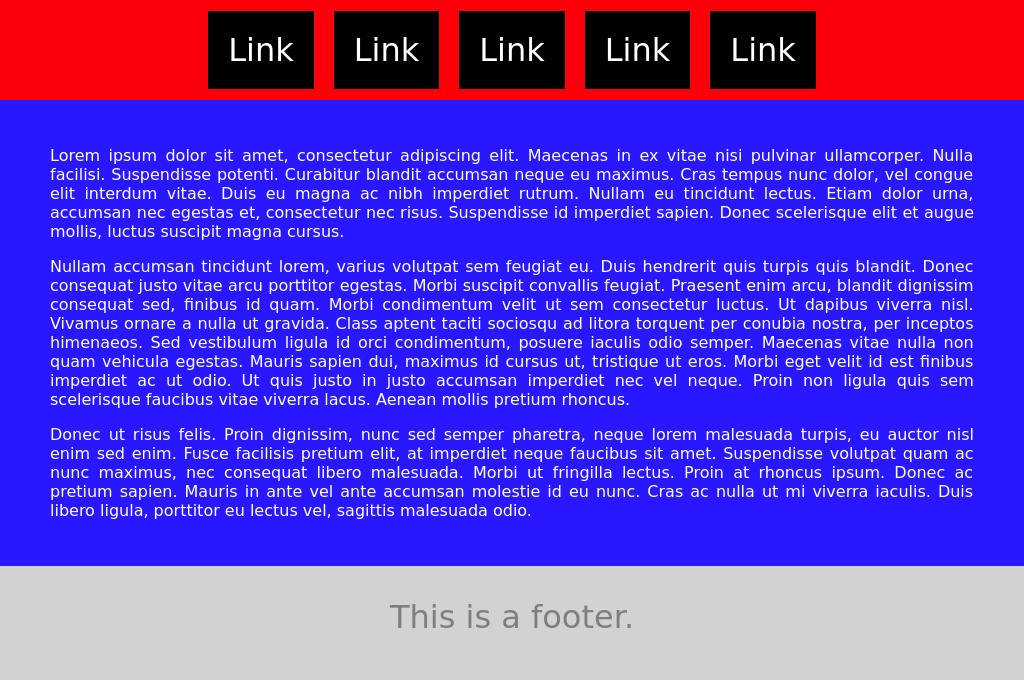 Link Link Link Link Link
Lorem ipsum dolor sit amet, consectetur adipiscing elit. Maecenas in ex vitae nisi pulvinar ullamcorper. Nulla
facilisi. Suspendisse potenti. Curabitur blandit accumsan neque eu maximus. Cras tempus nunc dolor, vel congue
elit interdum vitae. Duis eu magna ac nibh imperdiet rutrum. Nullam eu tincidunt lectus. Etiam dolor urna,
accumsan nec egestas et, consectetur nec risus. Suspendisse id imperdiet sapien. Donec scelerisque elit et augue
mollis, luctus suscipit magna cursus.
Nullam accumsan tincidunt lorem, varius volutpat sem feugiat eu. Duis hendrerit quis turpis quis blandit. Donec
consequat justo vitae arcu porttitor egestas. Morbi suscipit convallis feugiat. Praesent enim arcu, blandit dignissim
consequat sed, finibus id quam. Morbi condimentum velit ut sem consectetur luctus. Ut dapibus viverra nisl.
Vivamus ornare a nulla ut gravida. Class aptent taciti sociosqu ad litora torquent per conubia nostra, per inceptos
himenaeos. Sed vestibulum ligula id orci condimentum, posuere iaculis odio semper. Maecenas vitae nulla non
quam vehicula egestas. Mauris sapien dui, maximus id cursus ut, tristique ut eros. Morbi eget velit id est finibus
imperdiet ac ut odio. Ut quis justo in justo accumsan imperdiet nec vel neque. Proin non ligula quis sem
scelerisque faucibus vitae viverra lacus. Aenean mollis pretium rhoncus.
Donec ut risus felis. Proin dignissim, nunc sed semper pharetra, neque lorem malesuada turpis, eu auctor nisl
enim sed enim. Fusce facilisis pretium elit, at imperdiet neque faucibus sit amet. Suspendisse volutpat quam ac
nunc maximus, nec consequat libero malesuada. Morbi ut fringilla lectus. Proin at rhoncus ipsum. Donec ac
pretium sapien. Mauris in ante vel ante accumsan molestie id eu nunc. Cras ac nulla ut mi viverra iaculis. Duis
libero ligula, porttitor eu lectus vel, sagittis malesuada odio.
This is a footer.